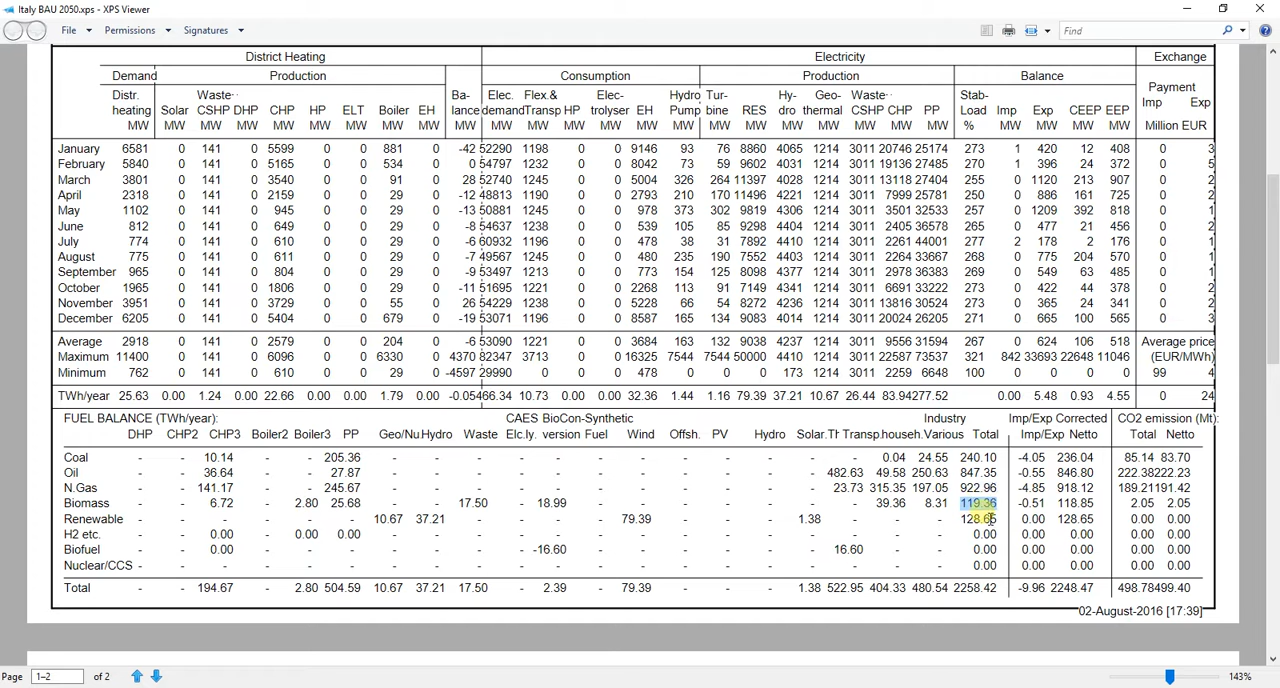 Italy BAU 2050.xps - XPS Viewer
File Permissions Signatures Find
District Heating Electricity Exchange
Demand Production Consumption Production Balance Payment
Distr. Waste- Ba- Elec. Flex.& Elec- Hydro Tur- Hy- Geo- Waste- Stab- Imp Exp
heating Solar CSHP DHP CHP HP ELT Boiler EH lance demand Transp. HP trolyser EH Pump bine RES dro thermal CSHP CHP PP Load Imp Exp CEEP EEP
MW MW MW MW MW MW MW MW MW MW MW MW MW MW MW MW MW MW MW MW MW MW MW % MW MW MW MW Million EUR
January 6581 0 141 0 5599 0 0 881 0 -42 52290 1198 0 0 9146 93 76 8860 4065 1214 3011 20746 25174 273 1 420 12 408 0 3
February 5840 0 141 0 5165 0 0 534 0 0 54797 1232 0 0 8042 73 59 9602 4031 1214 3011 19136 27485 270 1 396 24 372 0 5
March 3801 0 141 0 3540 0 0 91 0 28 52740 1245 0 0 5004 326 264 11397 4028 1214 3011 13118 27404 255 0 1120 213 907 0 2
April 2318 0 141 0 2159 0 0 29 0 -12 48813 1190 0 0 2793 210 170 11496 4221 1214 3011 7999 25781 250 0 886 161 725 0 2
May 1102 0 141 0 945 0 0 29 0 -13 50881 1245 0 0 978 373 302 9819 4306 1214 3011 3501 32533 257 0 1209 392 818 0 1
June 812 0 141 0 649 0 0 29 0 -8 54637 1238 0 0 539 105 85 9298 4404 1214 3011 2405 36578 265 0 477 21 456 0 2
July 774 0 141 0 610 0 0 29 0 -6 60932 1196 0 0 478 38 31 7892 4410 1214 3011 2261 44001 277 2 178 2 176 0 1
August 775 0 141 0 611 0 0 29 0 -7 49567 1245 0 0 480 235 190 7552 4403 1214 3011 2264 33667 268 0 775 204 570 0 1
September 965 0 141 0 804 0 0 29 0 -9 53497 1213 0 0 773 154 125 8098 4377 1214 3011 2978 36383 269 0 549 63 485 0 1
October 1965 0 141 0 1806 0 0 29 0 -11 51695 1221 0 0 2268 113 91 7149 4341 1214 3011 6691 33222 273 0 422 44 378 0 2
November 3951 0 141 0 3729 0 0 55 0 26 54229 1238 0 0 5228 66 54 8272 4236 1214 3011 13816 30524 273 0 365 24 341 0 2
December 6205 0 141 0 5404 0 0 679 0 -19 53071 1196 0 0 8587 165 134 9083 4014 1214 3011 20024 26205 271 0 665 100 565 0 3
Average 2918 0 141 0 2579 0 0 204 0 -6 53090 1221 0 0 3684 163 132 9038 4237 1214 3011 9556 31594 267 0 624 106 518 Average price
Maximum 11400 0 141 0 6096 0 0 6330 0 4370 82347 3713 0 0 16325 7544 7544 50000 4410 1214 3011 22587 73537 321 842 33693 22648 11046 (EUR/MWh)
Minimum 762 0 141 0 610 0 0 29 0 -4597 29990 0 0 0 478 0 0 0 173 1214 3011 2259 6648 100 0 0 0 0 99 4
TWh/year 25.63 0.00 1.24 0.00 22.66 0.00 0.00 1.79 0.00 -0.05 466.34 10.73 0.00 0.00 32.36 1.44 1.16 79.39 37.21 10.67 26.44 83.94 277.52 0.00 5.48 0.93 4.55 0 24
FUEL BALANCE (TWh/year): CAES BioCon-Synthetic Industry Imp/Exp Corrected CO2 emission (Mt):
DHP CHP2 CHP3 Boiler2 Boiler3 PP Geo/Nu.Hydro Waste Elc.ly. version Fuel Wind Offsh. PV Hydro Solar.Th Transp.househ.Various Total Imp/Exp Netto Total Netto
Coal - - 10.14 - - 205.36 - - - - - - - - - - - - 0.04 24.55 240.10 -4.05 236.04 85.14 83.70
Oil - - 36.64 - - 27.87 - - - - - - - - - - - 482.63 49.58 250.63 847.35 -0.55 846.80 222.38 222.23
N.Gas - - 141.17 - - 245.67 - - - - - - - - - - - 23.73 315.35 197.05 922.96 -4.85 918.12 189.21 191.42
Biomass - - 6.72 - 2.80 25.68 - - 17.50 - 18.99 - - - - - - - 39.36 8.31 119.36 -0.51 118.85 2.05 2.05
Renewable - - - - - - 10.67 37.21 - - - - 79.39 - - - 1.38 - - - 128.65 0.00 128.65 0.00 0.00
H2 etc. - - 0.00 - 0.00 0.00 - - - - - - - - - - - - - - 0.00 0.00 0.00 0.00 0.00
Biofuel - - 0.00 - - - - - - - -16.60 - - - - - - 16.60 - - 0.00 0.00 0.00 0.00 0.00
Nuclear/CCS - - - - - - - - - - - - - - - - - - - - 0.00 0.00 0.00 0.00 0.00
Total - - 194.67 - 2.80 504.59 10.67 37.21 17.50 - 2.39 - 79.39 - - - 1.38 522.95 404.33 480.54 2258.42 -9.96 2248.47 498.78 499.40
02-August-2016 [17:39]
Page 1–2 of 2 143%